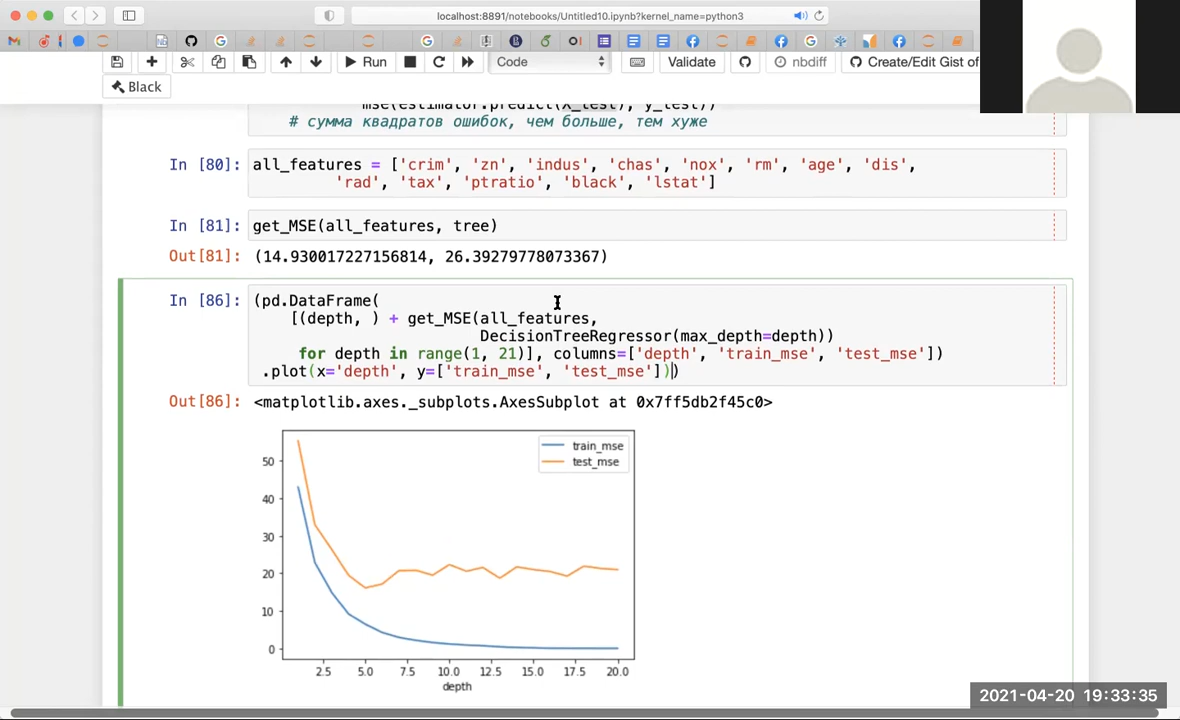 localhost:8891/notebooks/Untitled10.ipynb?kernel_name=python3
Run
Code
Validate
nbdiff
Create/Edit Gist of
Black
mse(estimator.predict(x_test), y_test))
# сумма квадратов ошибок, чем больше, тем хуже
In [80]:
all_features = ['crim', 'zn', 'indus', 'chas', 'nox', 'rm', 'age', 'dis',
'rad', 'tax', 'ptratio', 'black', 'lstat']
In [81]:
get_MSE(all_features, tree)
Out[81]:
(14.930017227156814, 26.39279778073367)
In [86]:
(pd.DataFrame(
[(depth, ) + get_MSE(all_features,
DecisionTreeRegressor(max_depth=depth))
for depth in range(1, 21)], columns=['depth', 'train_mse', 'test_mse'])
.plot(x='depth', y=['train_mse', 'test_mse']))
Out[86]:
<matplotlib.axes._subplots.AxesSubplot at 0x7ff5db2f45c0>
train_mse
test_mse
50
40
30
20
10
0
2.5 5.0 7.5 10.0 12.5 15.0 17.5 20.0
depth
2021-04-20 19:33:35